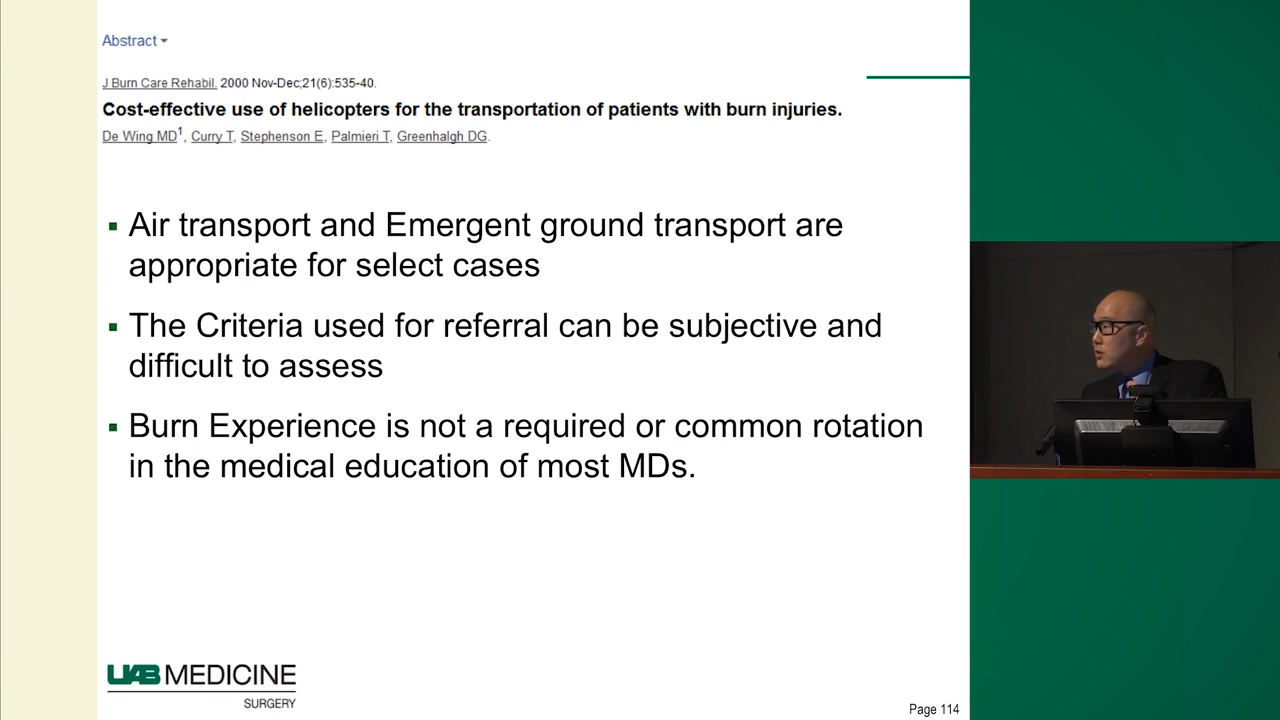 Abstract
J Burn Care Rehabil. 2000 Nov-Dec;21(6):535-40.
Cost-effective use of helicopters for the transportation of patients with burn injuries.
De Wing MD1, Curry T, Stephenson E, Palmieri T, Greenhalgh DG.
▪ Air transport and Emergent ground transport are
appropriate for select cases
▪ The Criteria used for referral can be subjective and
difficult to assess
▪ Burn Experience is not a required or common rotation
in the medical education of most MDs.
UAB MEDICINE
SURGERY
Page 114